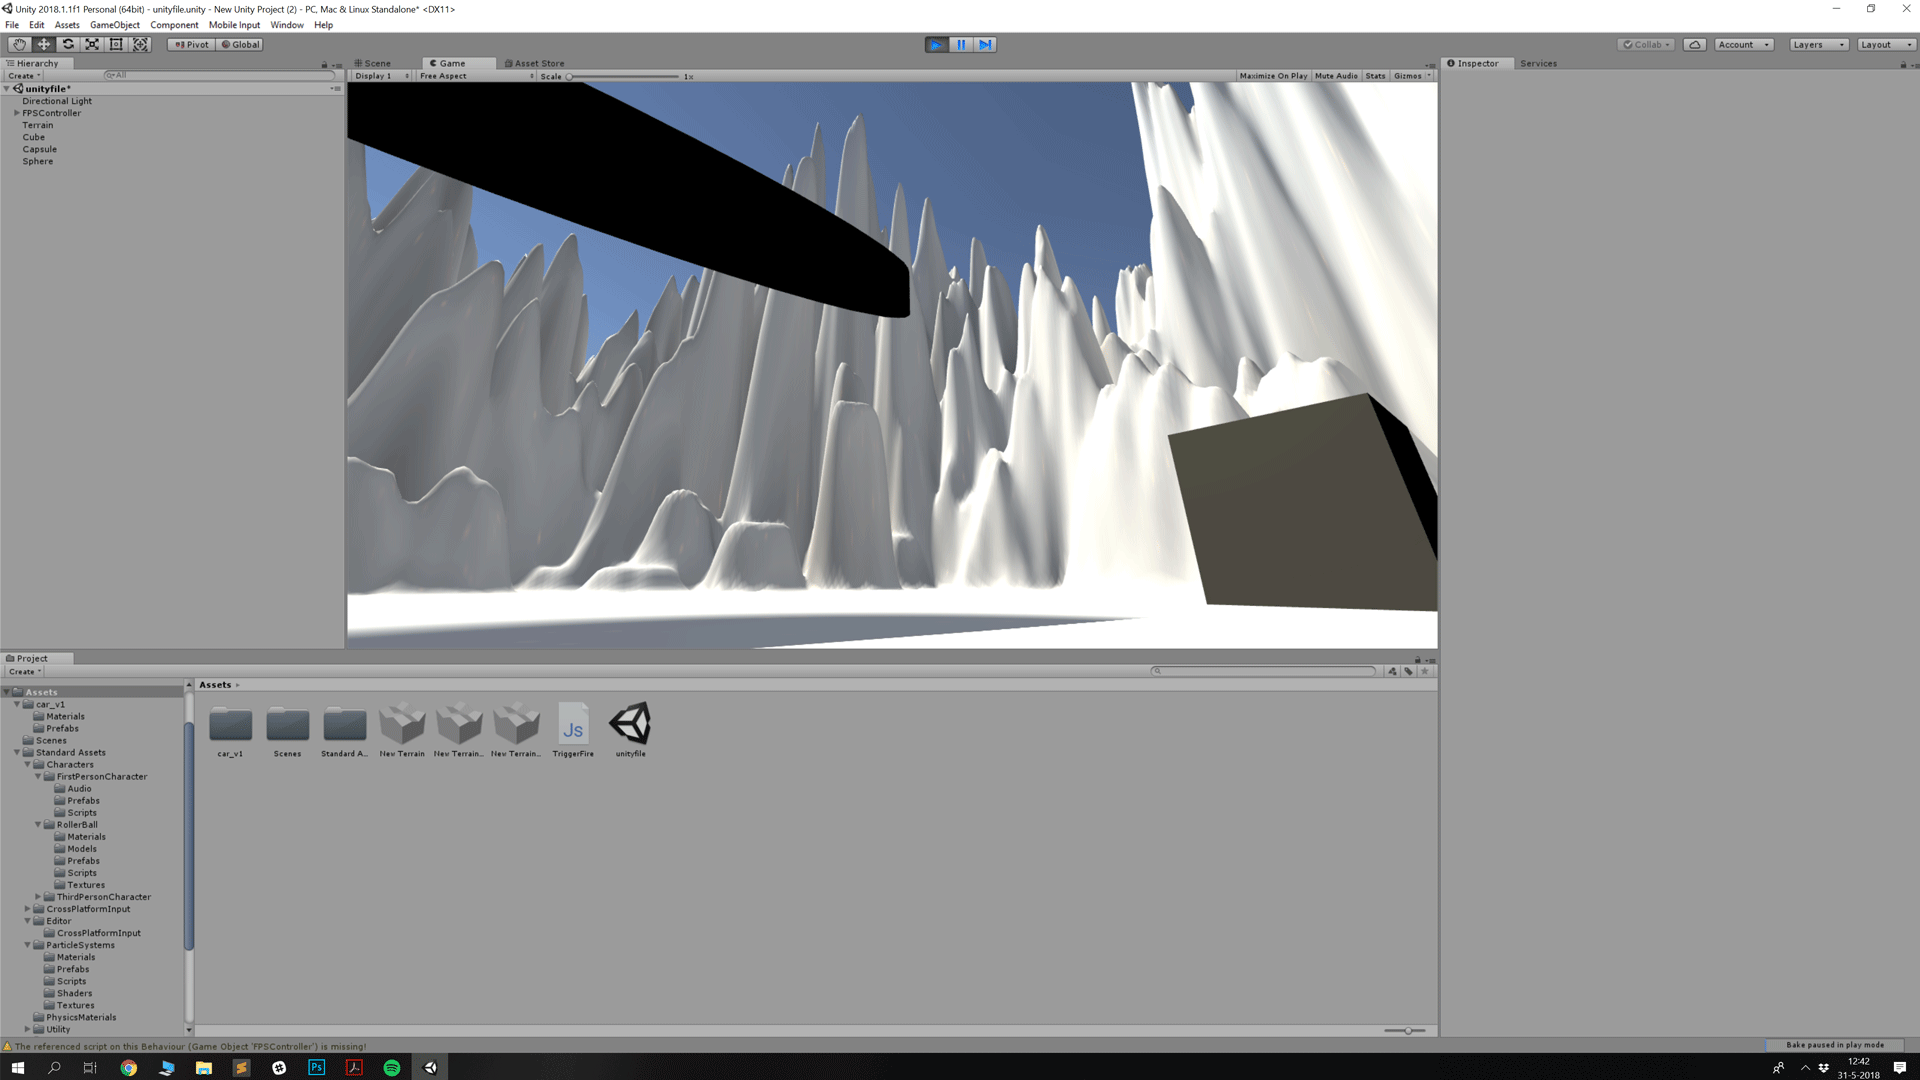 Unity 2018.1.1f1 Personal (64bit) - unityfile.unity - New Unity Project (2) - PC, Mac & Linux Standalone* <DX11>
File Edit Assets GameObject Component Mobile Input Window Help
Pivot Global Collab Account Layers Layout
Hierarchy Scene Game Asset Store Inspector Services
Create All Display 1 Free Aspect Scale 1x Maximize On Play Mute Audio Stats Gizmos
unityfile*
Directional Light
FPSController
Terrain
Cube
Capsule
Sphere
Project
Create
Assets
car_v1
Materials
Prefabs
Scenes
Standard Assets
Characters
FirstPersonCharacter
Audio
Prefabs
Scripts
RollerBall
Materials
Models
Prefabs
Scripts
Textures
ThirdPersonCharacter
CrossPlatformInput
Editor
CrossPlatformInput
ParticleSystems
Materials
Prefabs
Scripts
Shaders
Textures
PhysicsMaterials
Utility
Assets
Js
car_v1 Scenes Standard A... New Terrain New Terrain... New Terrain... TriggerFire unityfile
The referenced script on this Behaviour (Game Object 'FPSController') is missing!
Bake paused in play mode
Ps
12:42
31-5-2018